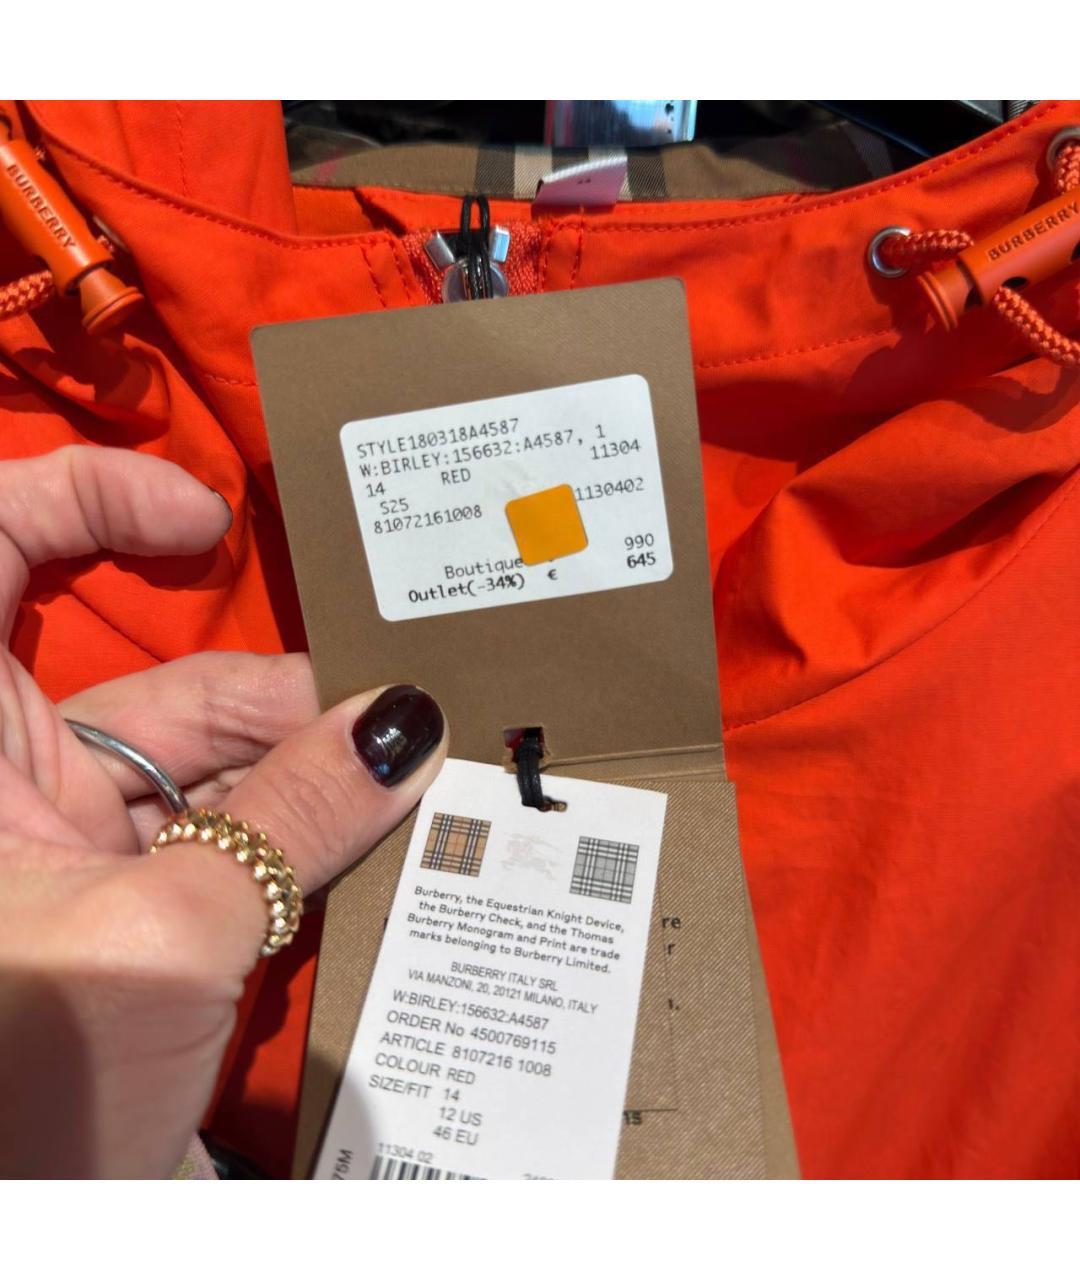 BURBERRY
BURBERRY
STYLE180318A4587
W:BIRLEY:156632:A4587, 1
11304
14 RED
S25 1130402
81072161008
Boutique 990
Outlet(-34%) € 645
Burberry, the Equestrian Knight Device,
the Burberry Check, and the Thomas
Burberry Monogram and Print are trade
marks belonging to Burberry Limited.
BURBERRY ITALY SRL
VIA MANZONI, 20, 20121 MILANO, ITALY
W:BIRLEY:156632:A4587
ORDER No 4500769115
ARTICLE 8107216 1008
COLOUR RED
SIZE/FIT 14
12 US
46 EU
11304 02
75M
re
r
ns